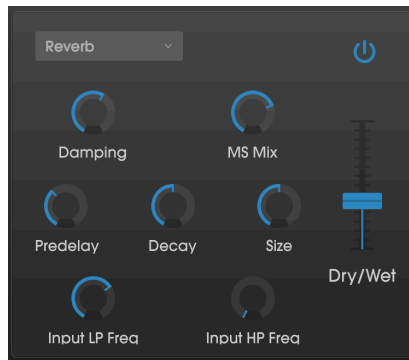 Reverb
Damping
MS Mix
Predelay
Decay
Size
Dry/Wet
Input LP Freq
Input HP Freq